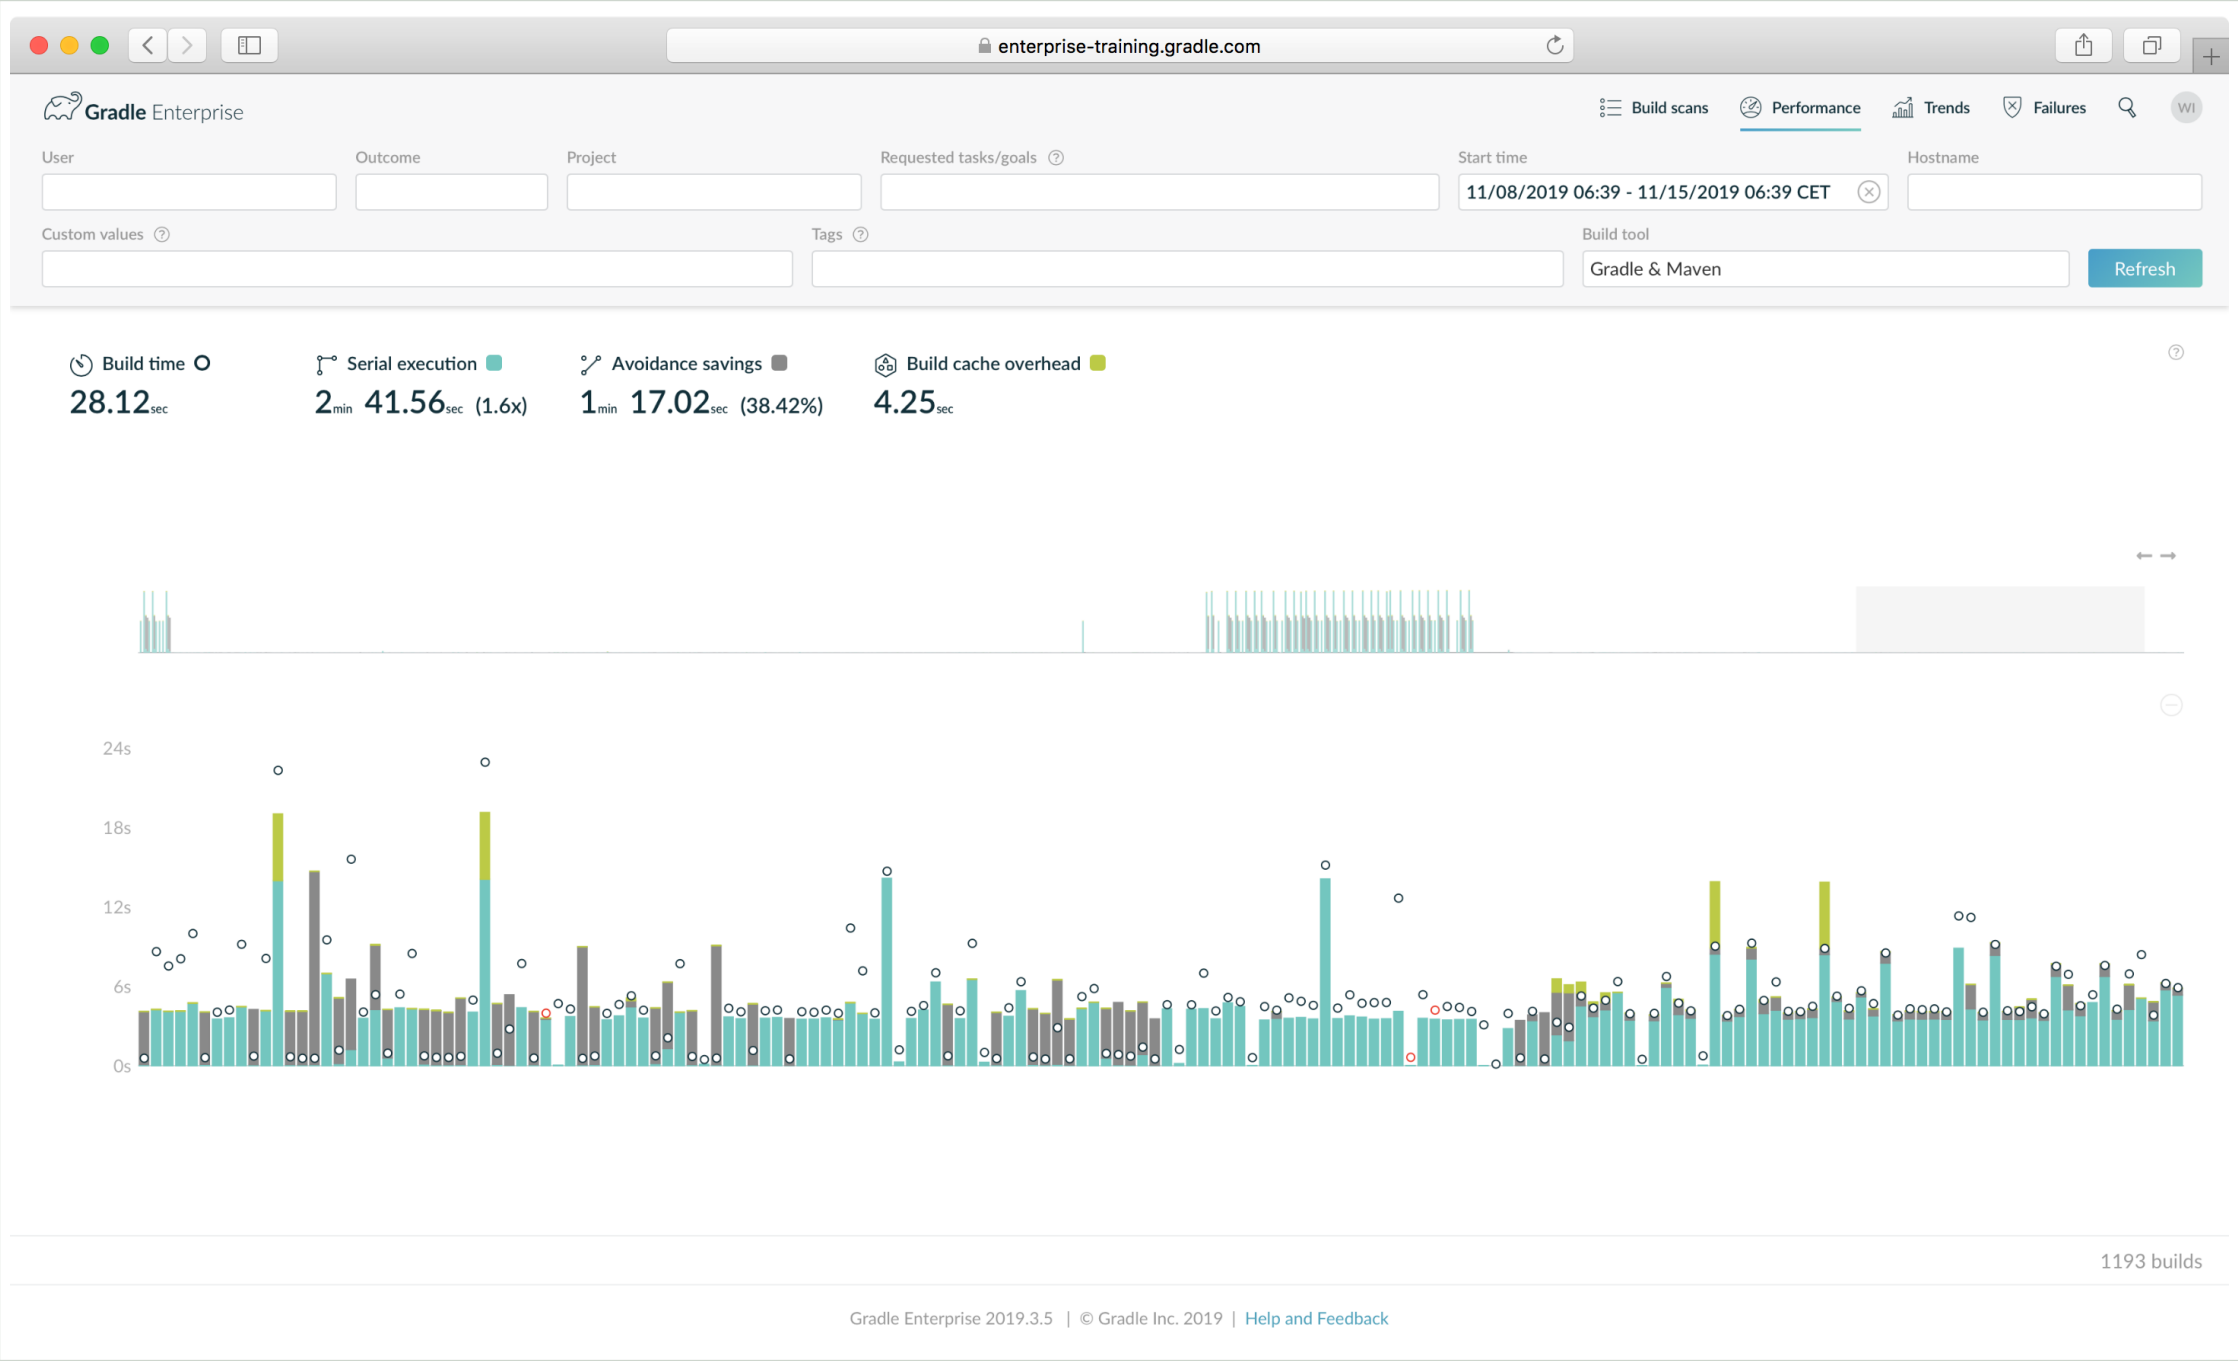 enterprise-training.gradle.com
Gradle Enterprise
Build scans
Performance
Trends
Failures
WI
User
Outcome
Project
Requested tasks/goals
Start time
Hostname
11/08/2019 06:39 - 11/15/2019 06:39 CET
Custom values
Tags
Build tool
Gradle & Maven
Refresh
Build time
28.12sec
Serial execution
2min 41.56sec (1.6x)
Avoidance savings
1min 17.02sec (38.42%)
Build cache overhead
4.25sec
24s
18s
12s
6s
0s
1193 builds
Gradle Enterprise 2019.3.5 | © Gradle Inc. 2019 | Help and Feedback